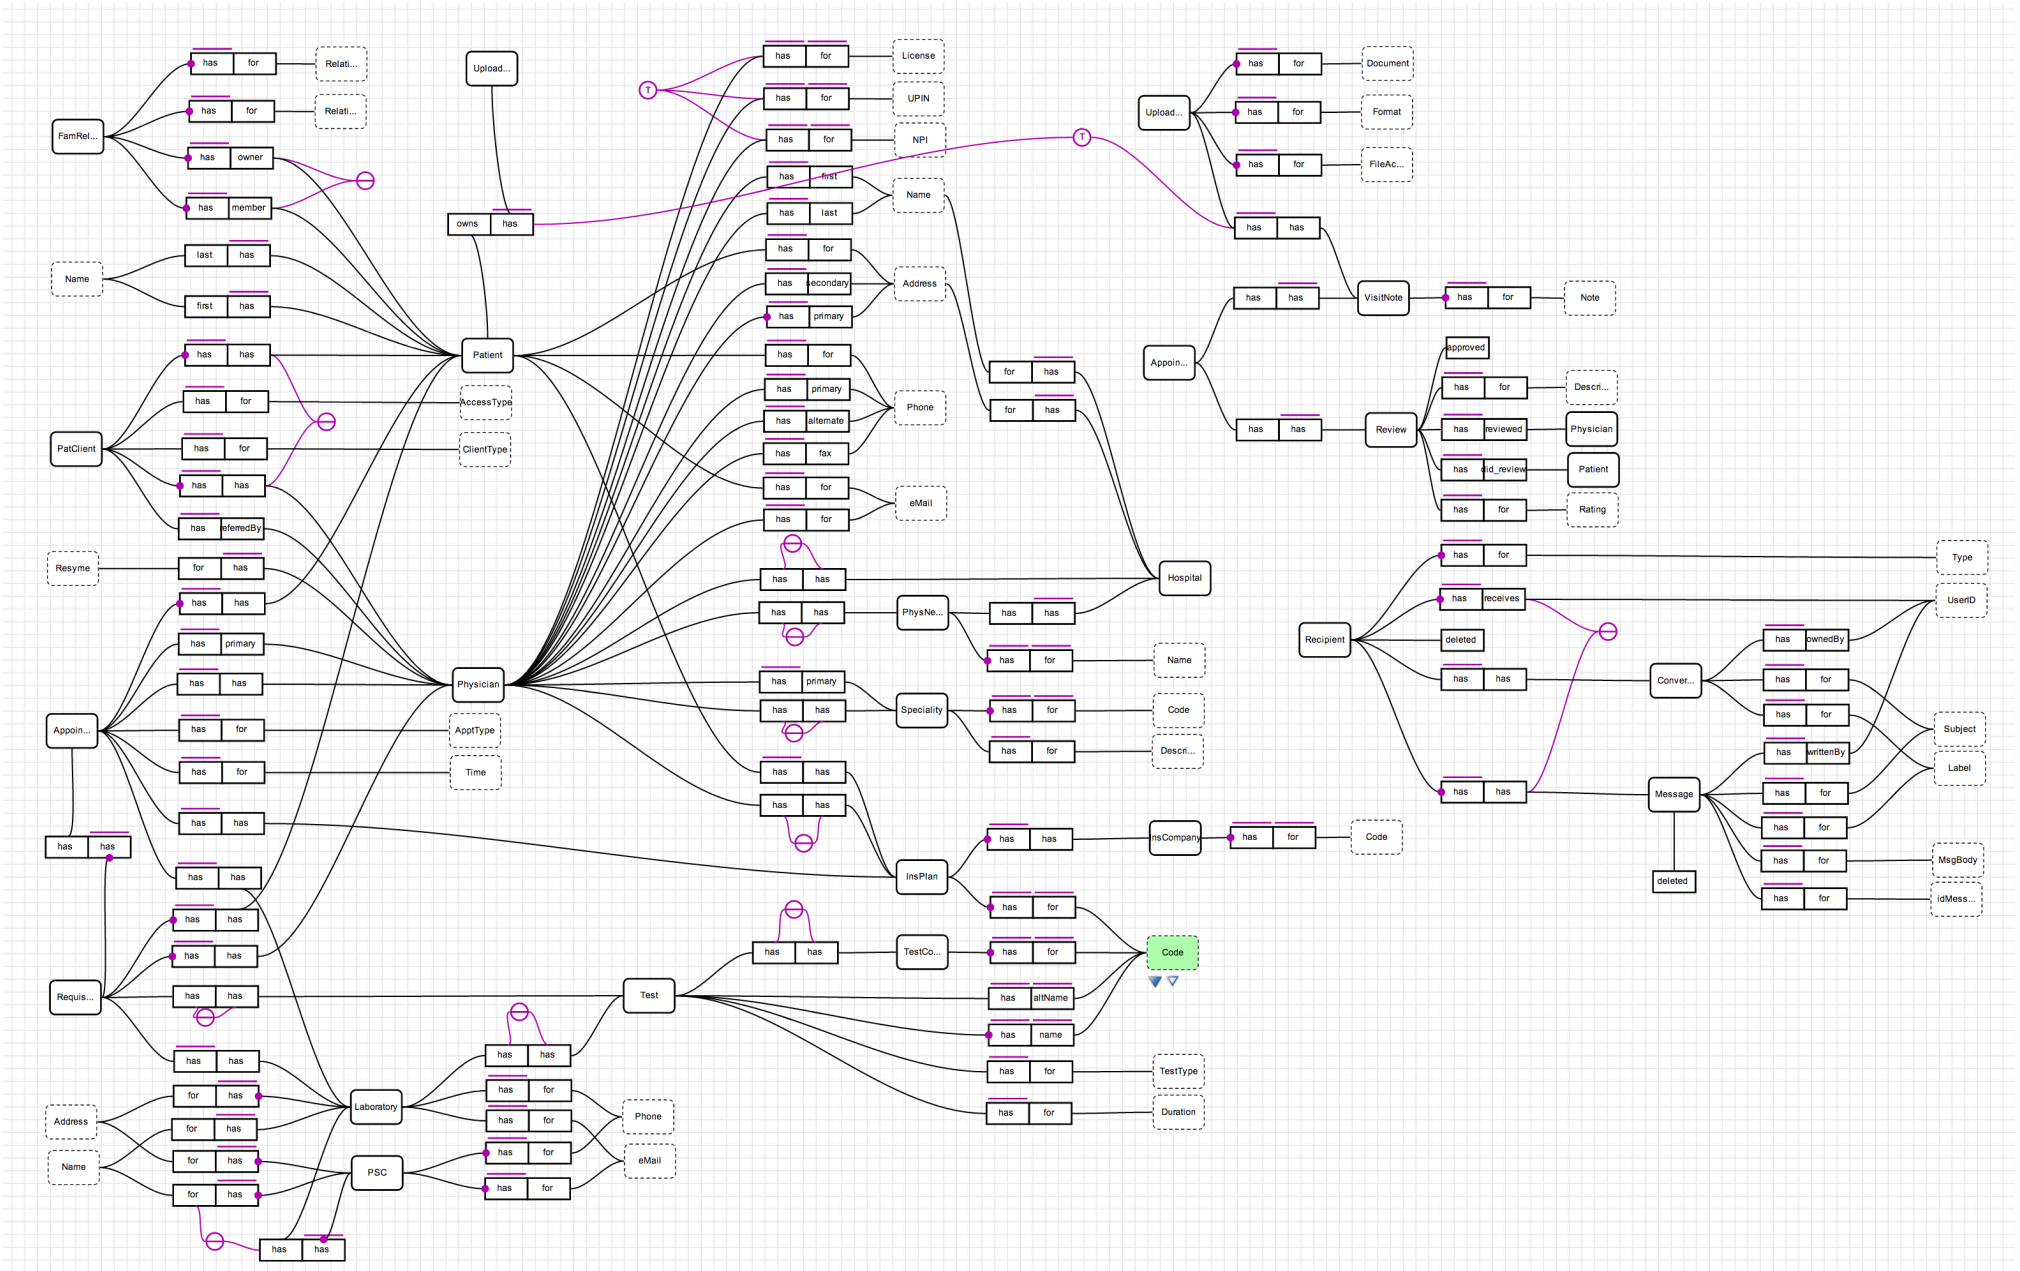 has for Relati...
Upload...
has for License
has for Document
T
has for UPIN
Upload...
has for Format
FamRel...
has for Relati...
has owner
has for NPI
T
has for FileAc...
has member
has first
Name
owns has
has last
has has
last has
has for
Name
has secondary Address
has has
VisitNote
has for Note
first has
has primary
approved
has has
Patient
has for
for has
Appoin...
has for Descri...
has for AccessType
has primary
Phone
has alternate
for has
has has
Review
has reviewed Physician
PatClient
has for ClientType
has fax
has did_review Patient
has has
has for
eMail
has for Rating
has referredBy
has for
Resyme
for has
has has
Hospital
has for Type
has has
has has
PhysNe...
has has
has receives UserID
has primary
Recipient
deleted
has ownedBy
has for Name
has has
Physician
has primary
has has
Conver...
has for
Appoin...
has for ApptType
has has
Speciality
has for Code
has for
Subject
has for Descri...
has writtenBy
has for Time
has has
Label
has has
has has
Message
has for
has has
has has
has has
InsPlan
has has
nsCompany
has for Code
has for
has for MsgBody
has has
has for
deleted
has for idMess...
has has
has has
has has
TestCo...
has for
Code
Requis...
has has
Test
has altName
has name
has has
has has
has for TestType
for has
has for
Laboratory
has for Duration
Address
for has
has for
Phone
Name
for has
has for
eMail
PSC
for has
has for
has has